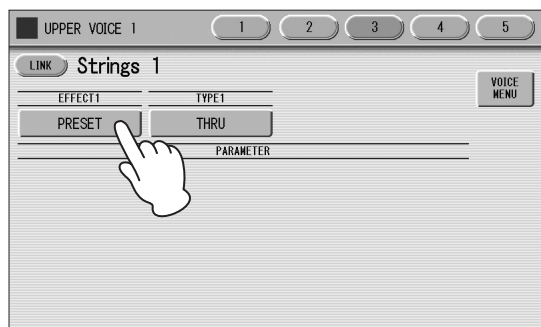 UPPER VOICE 1 1 2 3 4 5
LINK Strings 1
VOICE MENU
EFFECT1 TYPE1
PRESET THRU
PARAMETER